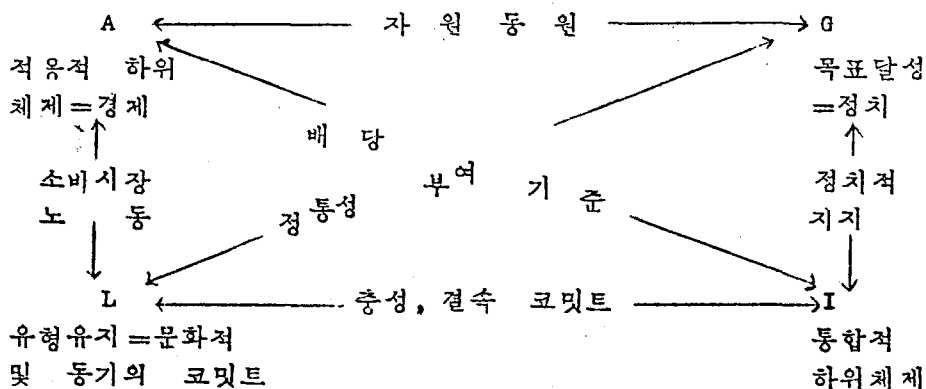 A 자원동원 G
적응적 하위
체제=경제
목표달성
=정치
배당
부여
기준
정통성
소비시장
노동
정치적
지지
L 충성, 결속 코밋트 I
유형유지=문화적
및 동기의 코밋트
통합적
하위체제